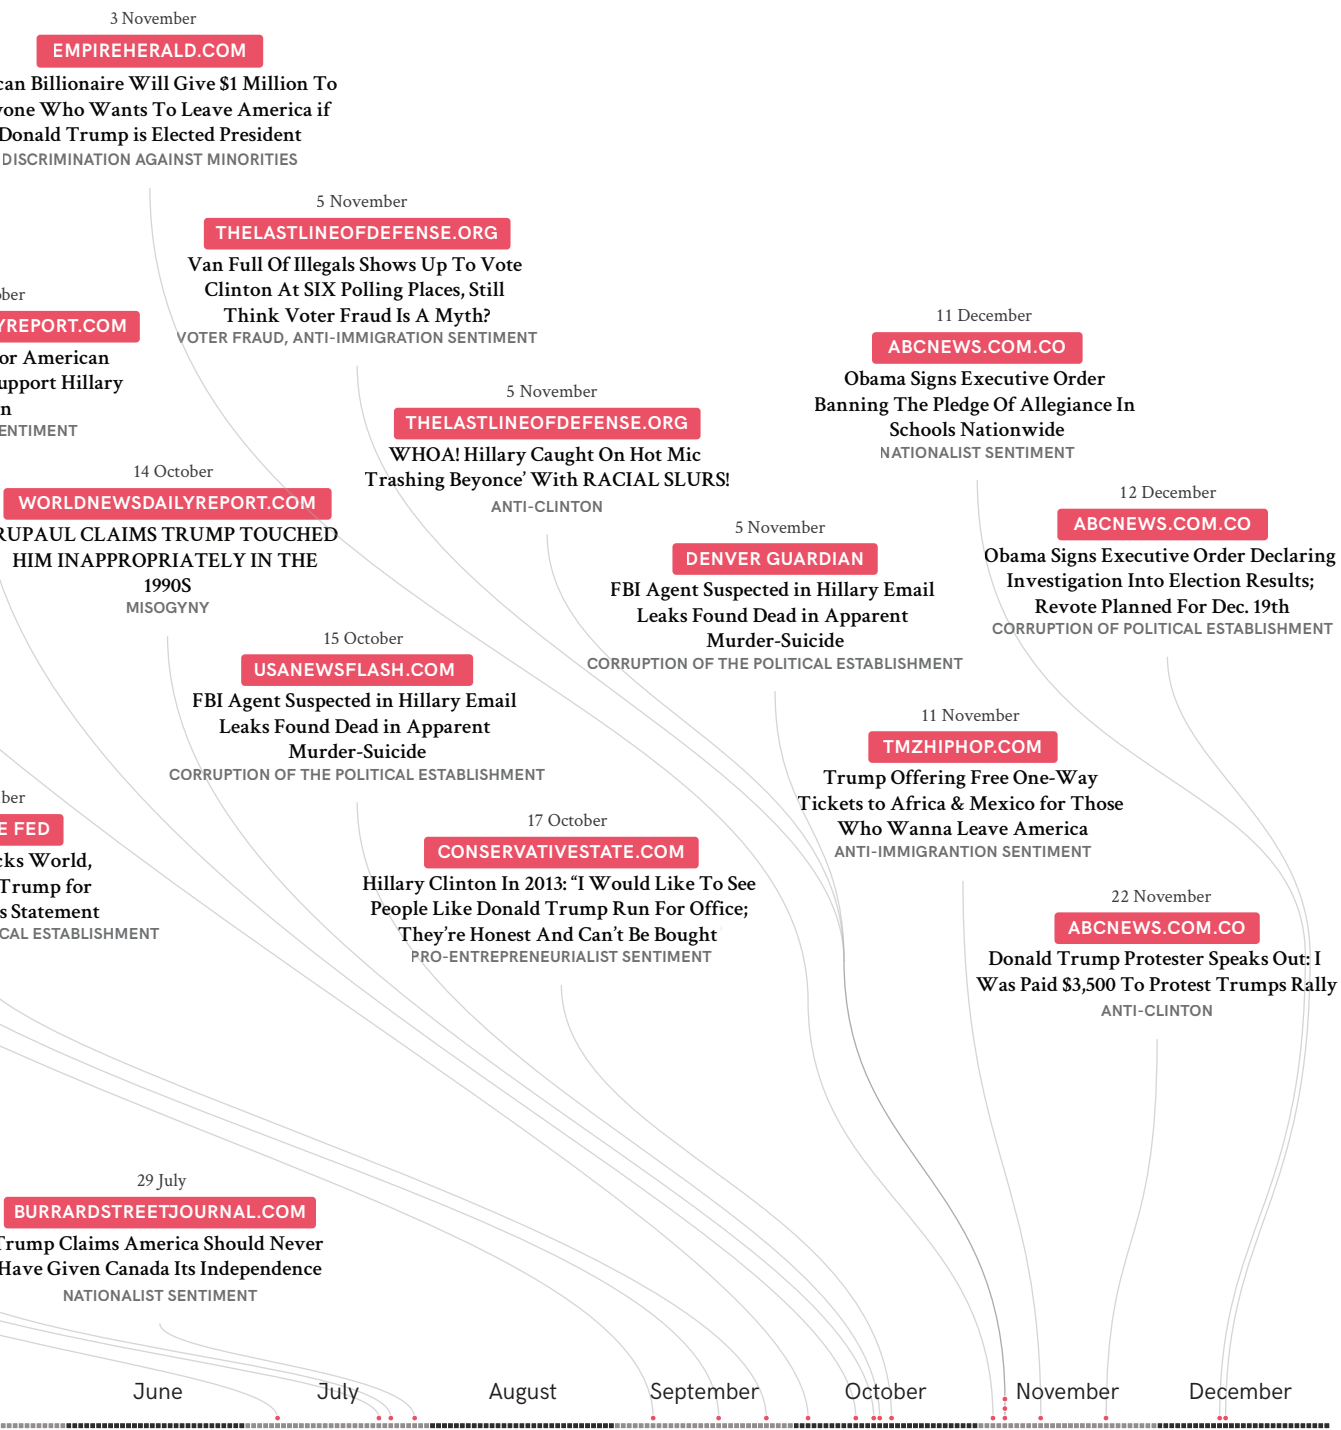 3 November
EMPIREHERALD.COM
can Billionaire Will Give $1 Million To
yone Who Wants To Leave America if
Donald Trump is Elected President
DISCRIMINATION AGAINST MINORITIES
5 November
THELASTLINEOFDEFENSE.ORG
Van Full Of Illegals Shows Up To Vote
Clinton At SIX Polling Places, Still
Think Voter Fraud Is A Myth?
VOTER FRAUD, ANTI-IMMIGRATION SENTIMENT
ber
YREPORT.COM
or American
upport Hillary
n
ENTIMENT
11 December
ABCNEWS.COM.CO
Obama Signs Executive Order
Banning The Pledge Of Allegiance In
Schools Nationwide
NATIONALIST SENTIMENT
5 November
THELASTLINEOFDEFENSE.ORG
WHOA! Hillary Caught On Hot Mic
Trashing Beyonce’ With RACIAL SLURS!
ANTI-CLINTON
14 October
WORLDNEWSDAILYREPORT.COM
RUPAUL CLAIMS TRUMP TOUCHED
HIM INAPPROPRIATELY IN THE
1990S
MISOGYNY
12 December
ABCNEWS.COM.CO
Obama Signs Executive Order Declaring
Investigation Into Election Results;
Revote Planned For Dec. 19th
CORRUPTION OF POLITICAL ESTABLISHMENT
5 November
DENVER GUARDIAN
FBI Agent Suspected in Hillary Email
Leaks Found Dead in Apparent
Murder-Suicide
CORRUPTION OF THE POLITICAL ESTABLISHMENT
15 October
USANEWSFLASH.COM
FBI Agent Suspected in Hillary Email
Leaks Found Dead in Apparent
Murder-Suicide
CORRUPTION OF THE POLITICAL ESTABLISHMENT
11 November
TMZHIPHOP.COM
Trump Offering Free One-Way
Tickets to Africa & Mexico for Those
Who Wanna Leave America
ANTI-IMMIGRANTION SENTIMENT
ber
E FED
cks World,
Trump for
s Statement
CAL ESTABLISHMENT
17 October
CONSERVATIVESTATE.COM
Hillary Clinton In 2013: “I Would Like To See
People Like Donald Trump Run For Office;
They’re Honest And Can’t Be Bought
PRO-ENTREPRENEURIALIST SENTIMENT
22 November
ABCNEWS.COM.CO
Donald Trump Protester Speaks Out: I
Was Paid $3,500 To Protest Trumps Rally
ANTI-CLINTON
29 July
BURRARDSTREETJOURNAL.COM
Trump Claims America Should Never
Have Given Canada Its Independence
NATIONALIST SENTIMENT
June July August September October November December